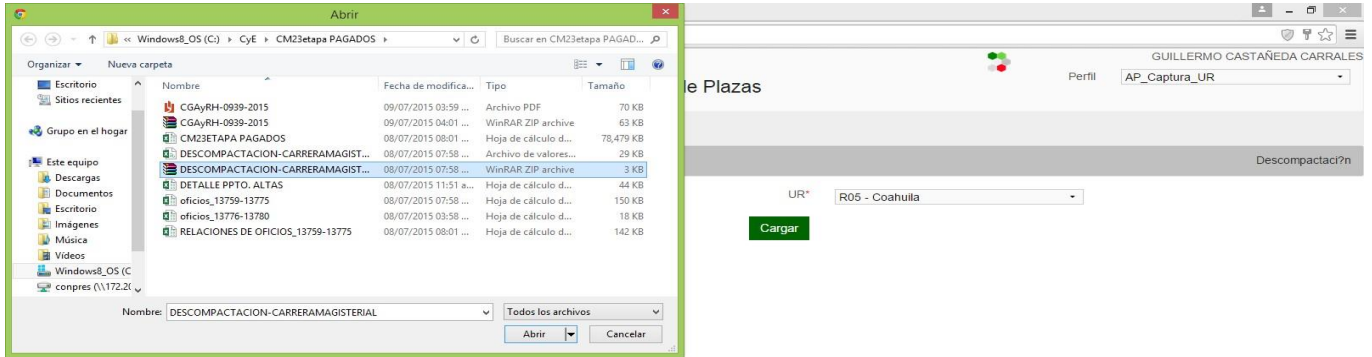 Abrir
« Windows8_OS (C:) ▸ CyE ▸ CM23etapa PAGADOS ▸
Buscar en CM23etapa PAGAD...
Organizar
Nueva carpeta
Escritorio
Sitios recientes
Grupo en el hogar
Este equipo
Descargas
Documentos
Escritorio
Imágenes
Música
Vídeos
Windows8_OS (C
conpres (\\172.20
Nombre Fecha de modifica... Tipo Tamaño
CGAyRH-0939-2015 09/07/2015 03:59 ... Archivo PDF 70 KB
CGAyRH-0939-2015 09/07/2015 04:01 ... WinRAR ZIP archive 63 KB
CM23ETAPA PAGADOS 08/07/2015 08:01 ... Hoja de cálculo d... 78,479 KB
DESCOMPACTACION-CARRERAMAGIST... 08/07/2015 07:58 ... Archivo de valores... 29 KB
DESCOMPACTACION-CARRERAMAGIST... 08/07/2015 07:58 ... WinRAR ZIP archive 3 KB
DETALLE PPTO. ALTAS 08/07/2015 11:51 a... Hoja de cálculo d... 44 KB
oficios_13759-13775 08/07/2015 07:58 ... Hoja de cálculo d... 150 KB
oficios_13776-13780 08/07/2015 03:58 ... Hoja de cálculo d... 18 KB
RELACIONES DE OFICIOS_13759-13775 08/07/2015 08:01 ... Hoja de cálculo d... 142 KB
Nombre: DESCOMPACTACION-CARRERAMAGISTERIAL
Todos los archivos
Abrir
Cancelar
GUILLERMO CASTAÑEDA CARRALES
le Plazas
Perfil AP_Captura_UR
Descompactaci?n
UR* R05 - Coahuila
Cargar